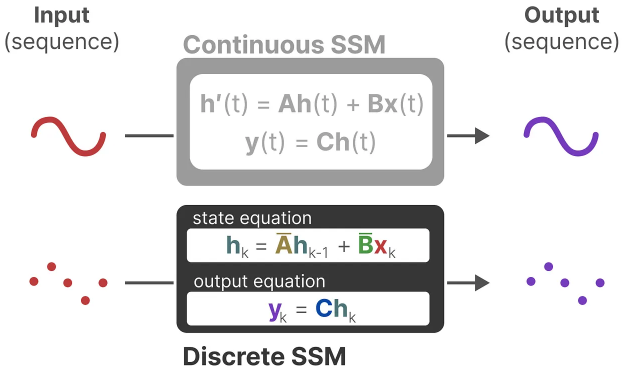 Input
(sequence)
Output
(sequence)
Continuous SSM
h′(t) = Ah(t) + Bx(t)
y(t) = Ch(t)
state equation
hₖ = A̅hₖ₋₁ + B̅xₖ
output equation
yₖ = Chₖ
Discrete SSM